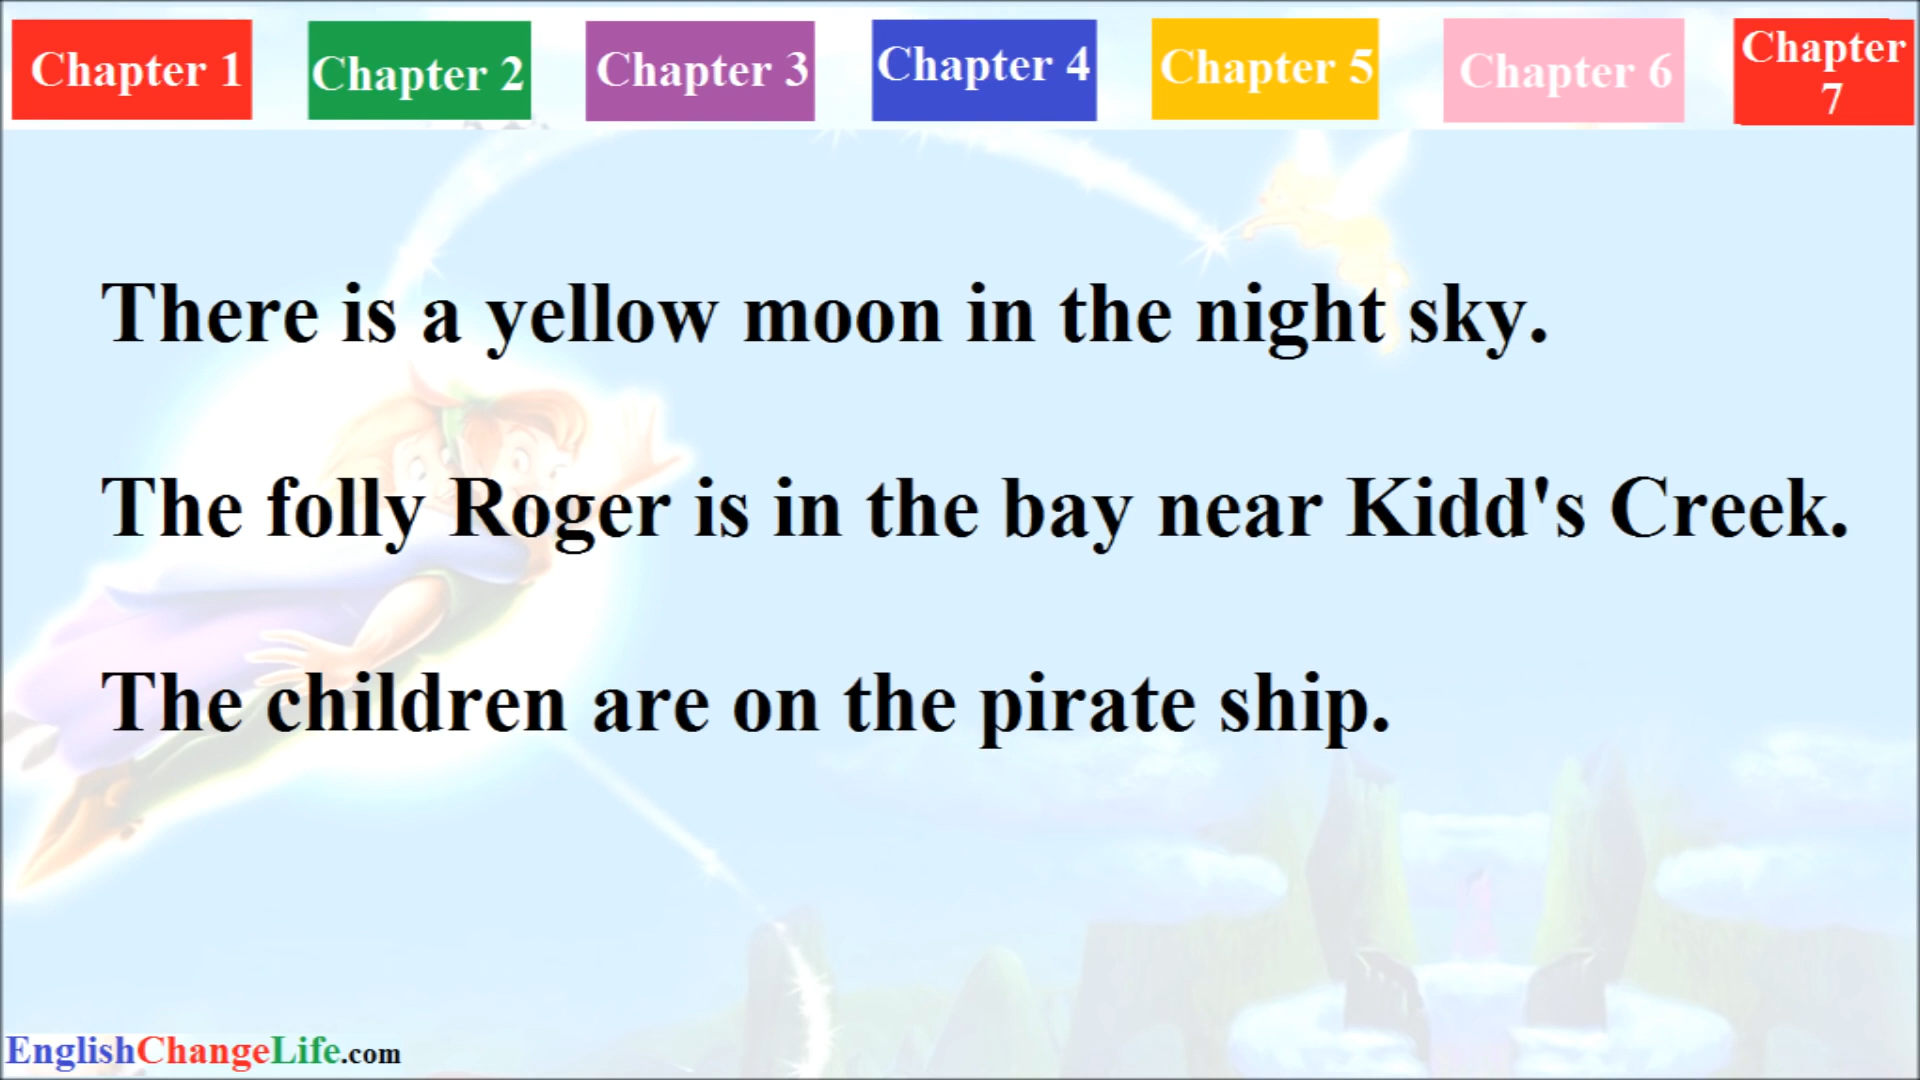 Chapter 1
Chapter 2
Chapter 3
Chapter 4
Chapter 5
Chapter 6
Chapter
7
There is a yellow moon in the night sky.
The folly Roger is in the bay near Kidd's Creek.
The children are on the pirate ship.
EnglishChangeLife.com